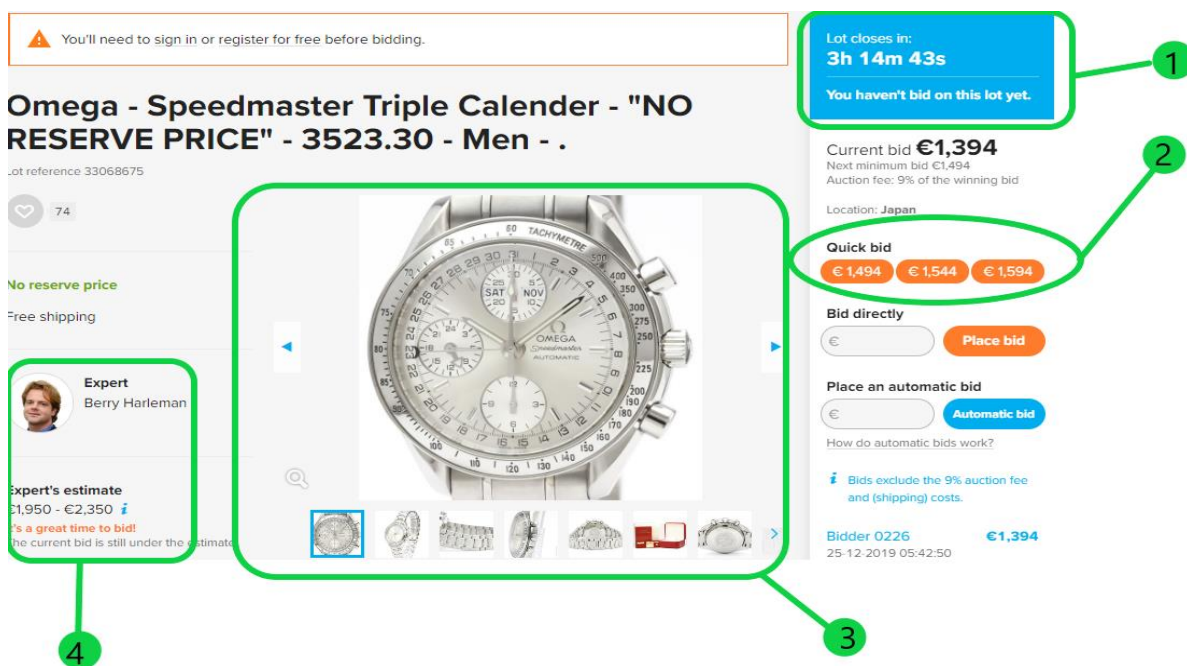 You'll need to sign in or register for free before bidding.
Omega - Speedmaster Triple Calender - "NO
RESERVE PRICE" - 3523.30 - Men - .
Lot reference 33068675
74
No reserve price
Free shipping
Expert
Berry Harleman
Expert's estimate
€1,950 - €2,350 i
It's a great time to bid!
The current bid is still under the estimate
TACHYMETRE
SAT NOV
OMEGA
Speedmaster
AUTOMATIC
Lot closes in:
3h 14m 43s
You haven't bid on this lot yet.
Current bid €1,394
Next minimum bid €1,494
Auction fee: 9% of the winning bid
Location: Japan
Quick bid
€ 1,494 € 1,544 € 1,594
Bid directly
€ Place bid
Place an automatic bid
€ Automatic bid
How do automatic bids work?
i Bids exclude the 9% auction fee
and (shipping) costs.
Bidder 0226 €1,394
25-12-2019 05:42:50
1
2
3
4